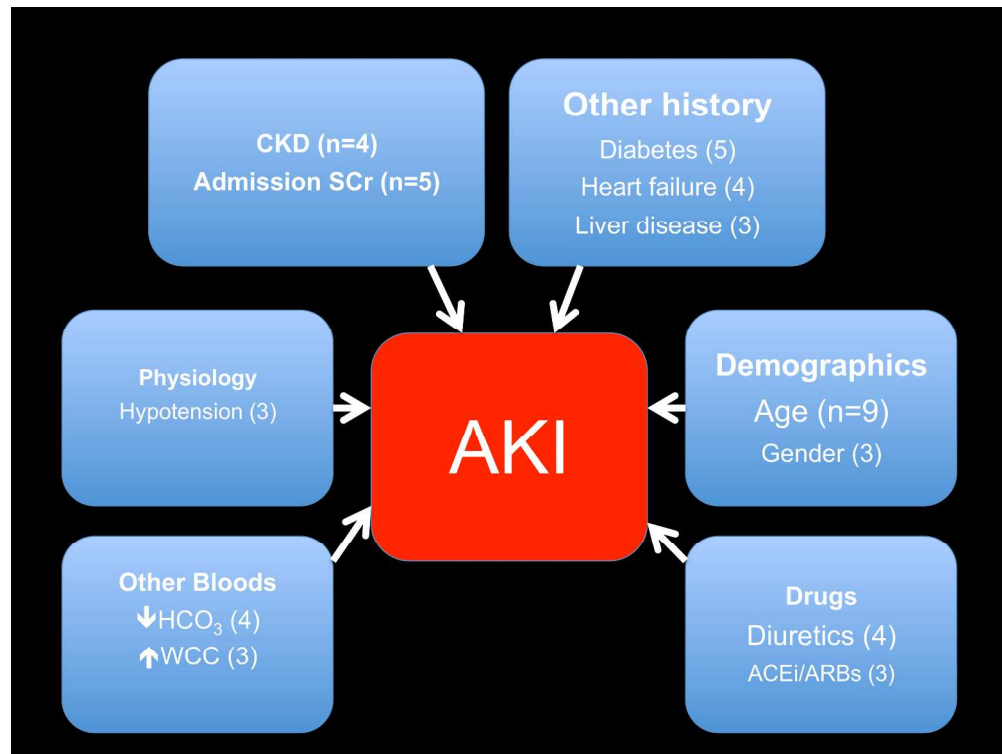 CKD (n=4)
Admission SCr (n=5)
Other history
Diabetes (5)
Heart failure (4)
Liver disease (3)
Physiology
Hypotension (3)
AKI
Demographics
Age (n=9)
Gender (3)
Other Bloods
↓HCO₃ (4)
↑WCC (3)
Drugs
Diuretics (4)
ACEi/ARBs (3)